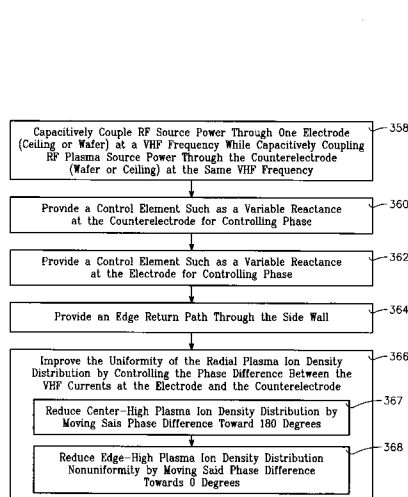 Capacitively Couple RF Source Power Through One Electrode
(Ceiling or Wafer) at a VHF Frequency While Capacitively Coupling
RF Plasma Source Power Through the Counterelectrode
(Wafer or Ceiling) at the Same VHF Frequency
358
Provide a Control Element Such as a Variable Reactance
at the Counterelectrode for Controlling Phase
360
Provide a Control Element Such as a Variable Reactance
at the Electrode for Controlling Phase
362
Provide an Edge Return Path Through the Side Wall
364
Improve the Uniformity of the Radial Plasma Ion Density
Distribution by Controlling the Phase Difference Between the
VHF Currents at the Electrode and the Counterelectrode
366
Reduce Center-High Plasma Ion Density Distribution by
Moving Sais Phase Difference Toward 180 Degrees
367
Reduce Edge-High Plasma Ion Density Distribution
Nonuniformity by Moving Said Phase Difference
Towards 0 Degrees
368